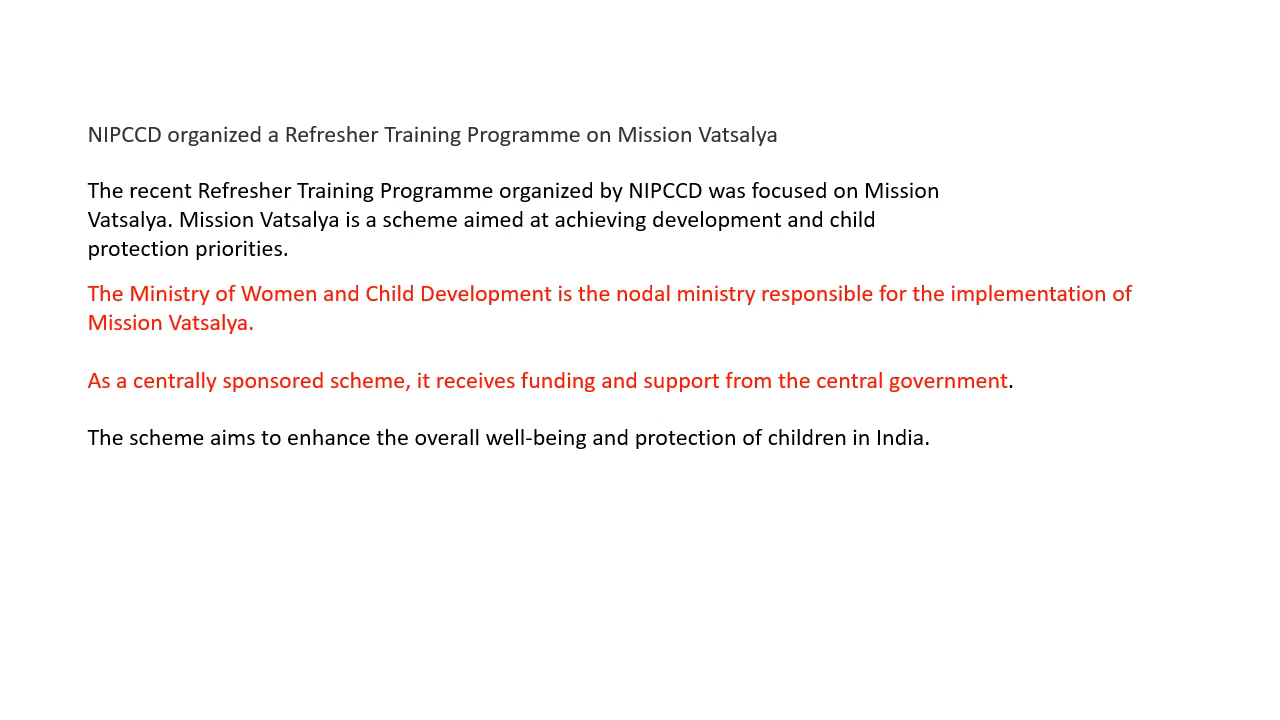 NIPCCD organized a Refresher Training Programme on Mission Vatsalya
The recent Refresher Training Programme organized by NIPCCD was focused on Mission
Vatsalya. Mission Vatsalya is a scheme aimed at achieving development and child
protection priorities.
The Ministry of Women and Child Development is the nodal ministry responsible for the implementation of
Mission Vatsalya.
As a centrally sponsored scheme, it receives funding and support from the central government.
The scheme aims to enhance the overall well-being and protection of children in India.